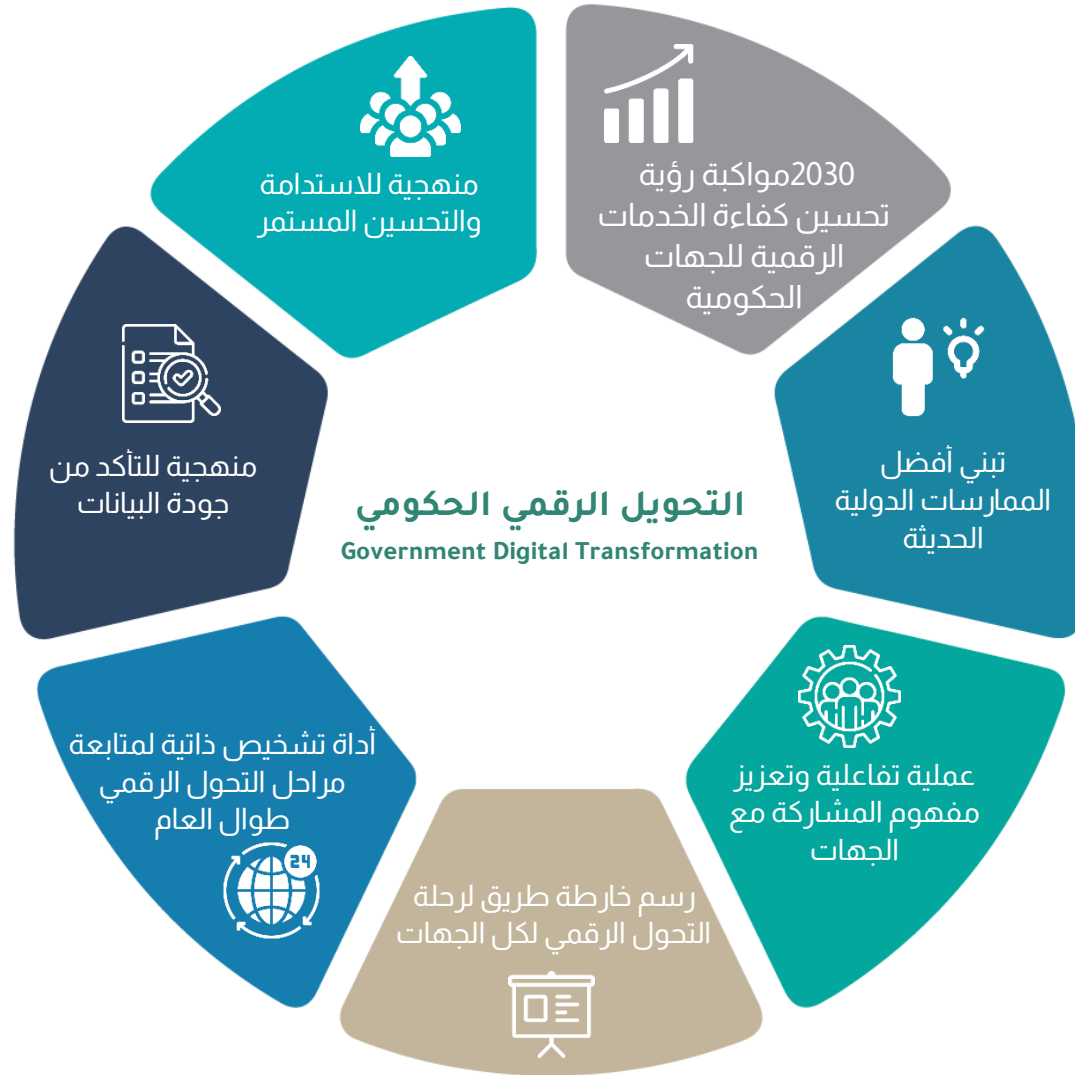 2030مواكبة رؤية
تحسين كفاءة الخدمات
الرقمية للجهات
الحكومية
تبني أفضل
الممارسات الدولية
الحديثة
عملية تفاعلية وتعزيز
مفهوم المشاركة مع
الجهات
رسم خارطة طريق لرحلة
التحول الرقمي لكل الجهات
أداة تشخيص ذاتية لمتابعة
مراحل التحول الرقمي
طوال العام
24
منهجية للتأكد من
جودة البيانات
منهجية للاستدامة
والتحسين المستمر
التحويل الرقمي الحكومي
Government Digital Transformation